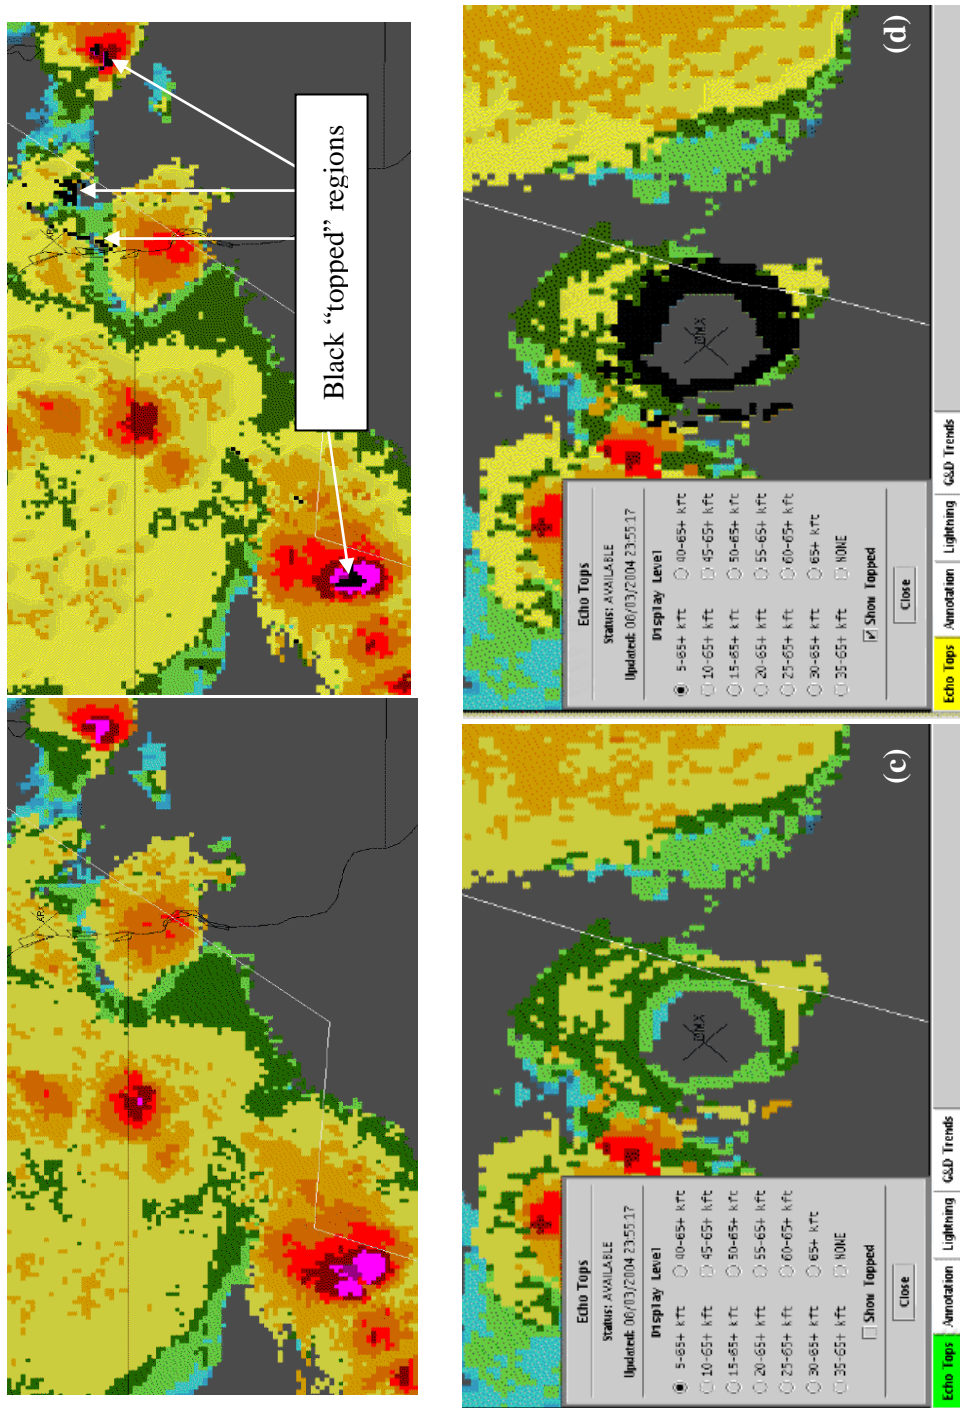 Black “topped” regions
ARX
ARX
(c)
DMX
Echo Tops
Status: AVAILABLE
Updated: 08/03/2004 23:55:17
Display Level
5-65+ kft 40-65+ kft
10-65+ kft 45-65+ kft
15-65+ kft 50-65+ kft
20-65+ kft 55-65+ kft
25-65+ kft 60-65+ kft
30-65+ kft 65+ kft
35-65+ kft NONE
Show Topped
Close
Echo Tops Annotation Lightning G&D Trends
(d)
DMX
Echo Tops
Status: AVAILABLE
Updated: 08/03/2004 23:55:17
Display Level
5-65+ kft 40-65+ kft
10-65+ kft 45-65+ kft
15-65+ kft 50-65+ kft
20-65+ kft 55-65+ kft
25-65+ kft 60-65+ kft
30-65+ kft 65+ kft
35-65+ kft NONE
Show Topped
Close
Echo Tops Annotation Lightning G&D Trends